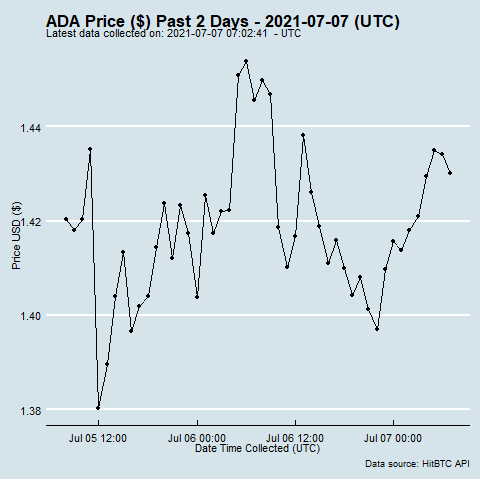 ADA Price ($) Past 2 Days - 2021-07-07 (UTC)
Latest data collected on: 2021-07-07 07:02:41 - UTC
1.44
1.42
1.40
1.38
Price USD ($)
Jul 05 12:00 Jul 06 00:00 Jul 06 12:00 Jul 07 00:00
Date Time Collected (UTC)
Data source: HitBTC API